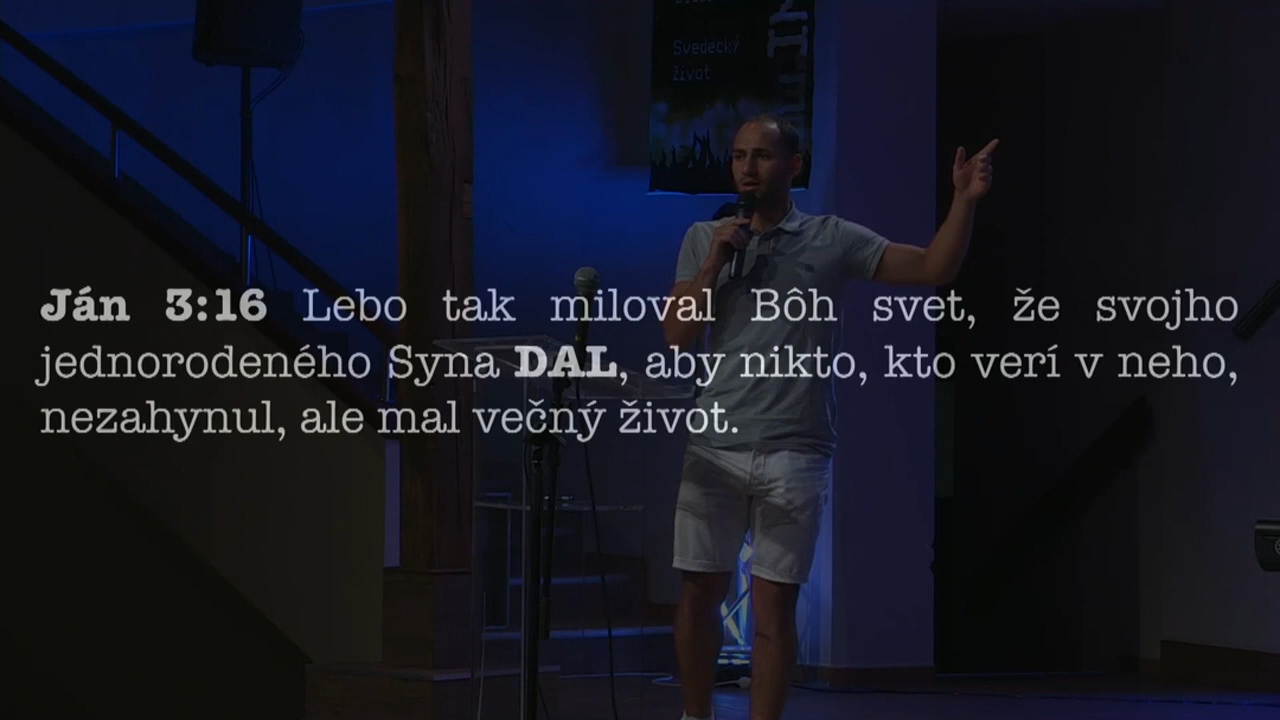 Svedecký
život
Ján 3:16 Lebo tak miloval Bôh svet, že svojho
jednorodeného Syna DAL, aby nikto, kto verí v neho,
nezahynul, ale mal večný život.